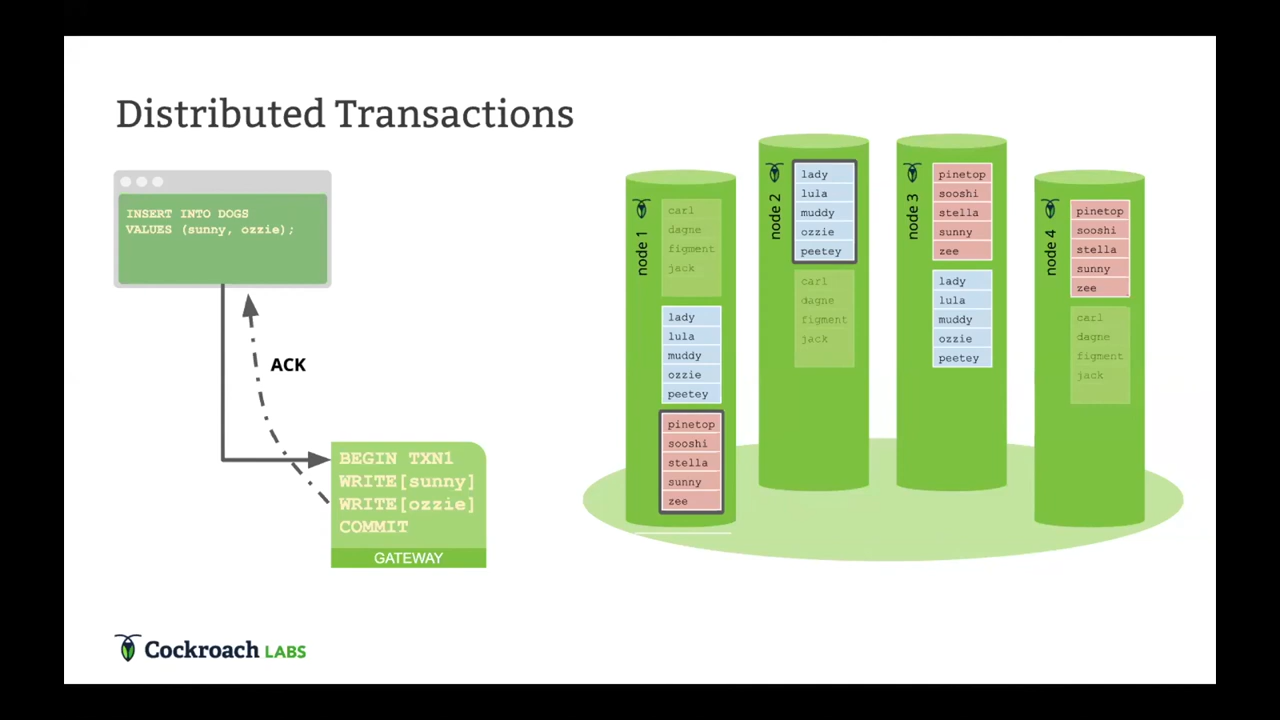 Distributed Transactions
INSERT INTO DOGS
VALUES (sunny, ozzie);
ACK
BEGIN TXN1
WRITE[sunny]
WRITE[ozzie]
COMMIT
GATEWAY
node 1
carl
dagne
figment
jack
lady
lula
muddy
ozzie
peetey
pinetop
sooshi
stella
sunny
zee
node 2
lady
lula
muddy
ozzie
peetey
carl
dagne
figment
jack
node 3
pinetop
sooshi
stella
sunny
zee
lady
lula
muddy
ozzie
peetey
node 4
pinetop
sooshi
stella
sunny
zee
carl
dagne
figment
jack
Cockroach LABS